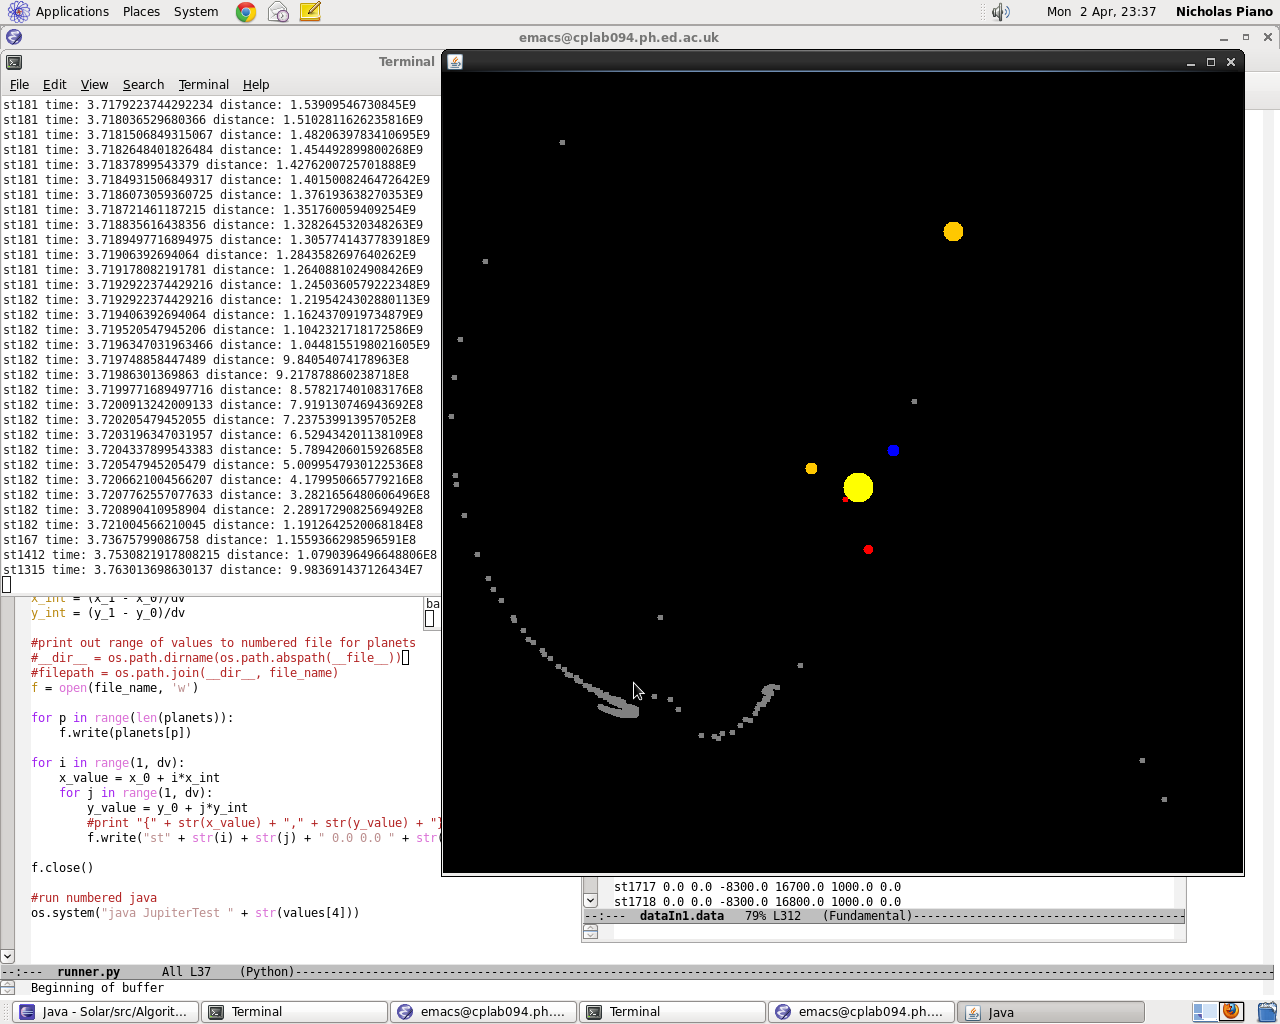 Applications Places System Mon 2 Apr, 23:37 Nicholas Piano
emacs@cplab094.ph.ed.ac.uk
Terminal
File Edit View Search Terminal Help
st181 time: 3.7179223744292234 distance: 1.53909546730845E9
st181 time: 3.718036529680366 distance: 1.5102811626235816E9
st181 time: 3.7181506849315067 distance: 1.4820639783410695E9
st181 time: 3.7182648401826484 distance: 1.454492899800268E9
st181 time: 3.71837899543379 distance: 1.4276200725701888E9
st181 time: 3.7184931506849317 distance: 1.4015008246472642E9
st181 time: 3.7186073059360725 distance: 1.376193638270353E9
st181 time: 3.718721461187215 distance: 1.351760059409254E9
st181 time: 3.718835616438356 distance: 1.3282645320348263E9
st181 time: 3.7189497716894975 distance: 1.3057741437783918E9
st181 time: 3.71906392694064 distance: 1.2843582697640262E9
st181 time: 3.719178082191781 distance: 1.2640881024908426E9
st181 time: 3.7192922374429216 distance: 1.2450360579222348E9
st182 time: 3.7192922374429216 distance: 1.2195424302880113E9
st182 time: 3.719406392694064 distance: 1.1624370919734879E9
st182 time: 3.719520547945206 distance: 1.1042321718172586E9
st182 time: 3.7196347031963466 distance: 1.0448155198021605E9
st182 time: 3.719748858447489 distance: 9.84054074178963E8
st182 time: 3.71986301369863 distance: 9.217878860238718E8
st182 time: 3.7199771689497716 distance: 8.578217401083176E8
st182 time: 3.7200913242009133 distance: 7.919130746943692E8
st182 time: 3.720205479452055 distance: 7.237539913957052E8
st182 time: 3.7203196347031957 distance: 6.529434201138109E8
st182 time: 3.7204337899543383 distance: 5.789420601592685E8
st182 time: 3.720547945205479 distance: 5.0099547930122536E8
st182 time: 3.7206621004566207 distance: 4.179950665779216E8
st182 time: 3.7207762557077633 distance: 3.2821656480606496E8
st182 time: 3.720890410958904 distance: 2.2891729082569492E8
st182 time: 3.721004566210045 distance: 1.1912642520068184E8
st167 time: 3.73675799086758 distance: 1.1559366298596591E8
st1412 time: 3.7530821917808215 distance: 1.0790396496648806E8
st1315 time: 3.763013698630137 distance: 9.983691437126434E7
x_int = (x_1 - x_0)/dv
y_int = (y_1 - y_0)/dv
ba
#print out range of values to numbered file for planets
#__dir__ = os.path.dirname(os.path.abspath(__file__))
#filepath = os.path.join(__dir__, file_name)
f = open(file_name, 'w')
for p in range(len(planets)):
f.write(planets[p])
for i in range(1, dv):
x_value = x_0 + i*x_int
for j in range(1, dv):
y_value = y_0 + j*y_int
#print "{" + str(x_value) + "," + str(y_value) + "}
f.write("st" + str(i) + str(j) + " 0.0 0.0 " + str(
f.close()
#run numbered java
os.system("java JupiterTest " + str(values[4]))
st1717 0.0 0.0 -8300.0 16700.0 1000.0 0.0
st1718 0.0 0.0 -8300.0 16800.0 1000.0 0.0
--:--- dataIn1.data 79% L312 (Fundamental)
--:--- runner.py All L37 (Python)
Beginning of buffer
Java - Solar/src/Algorit... Terminal emacs@cplab094.ph.... Terminal emacs@cplab094.ph.... Java